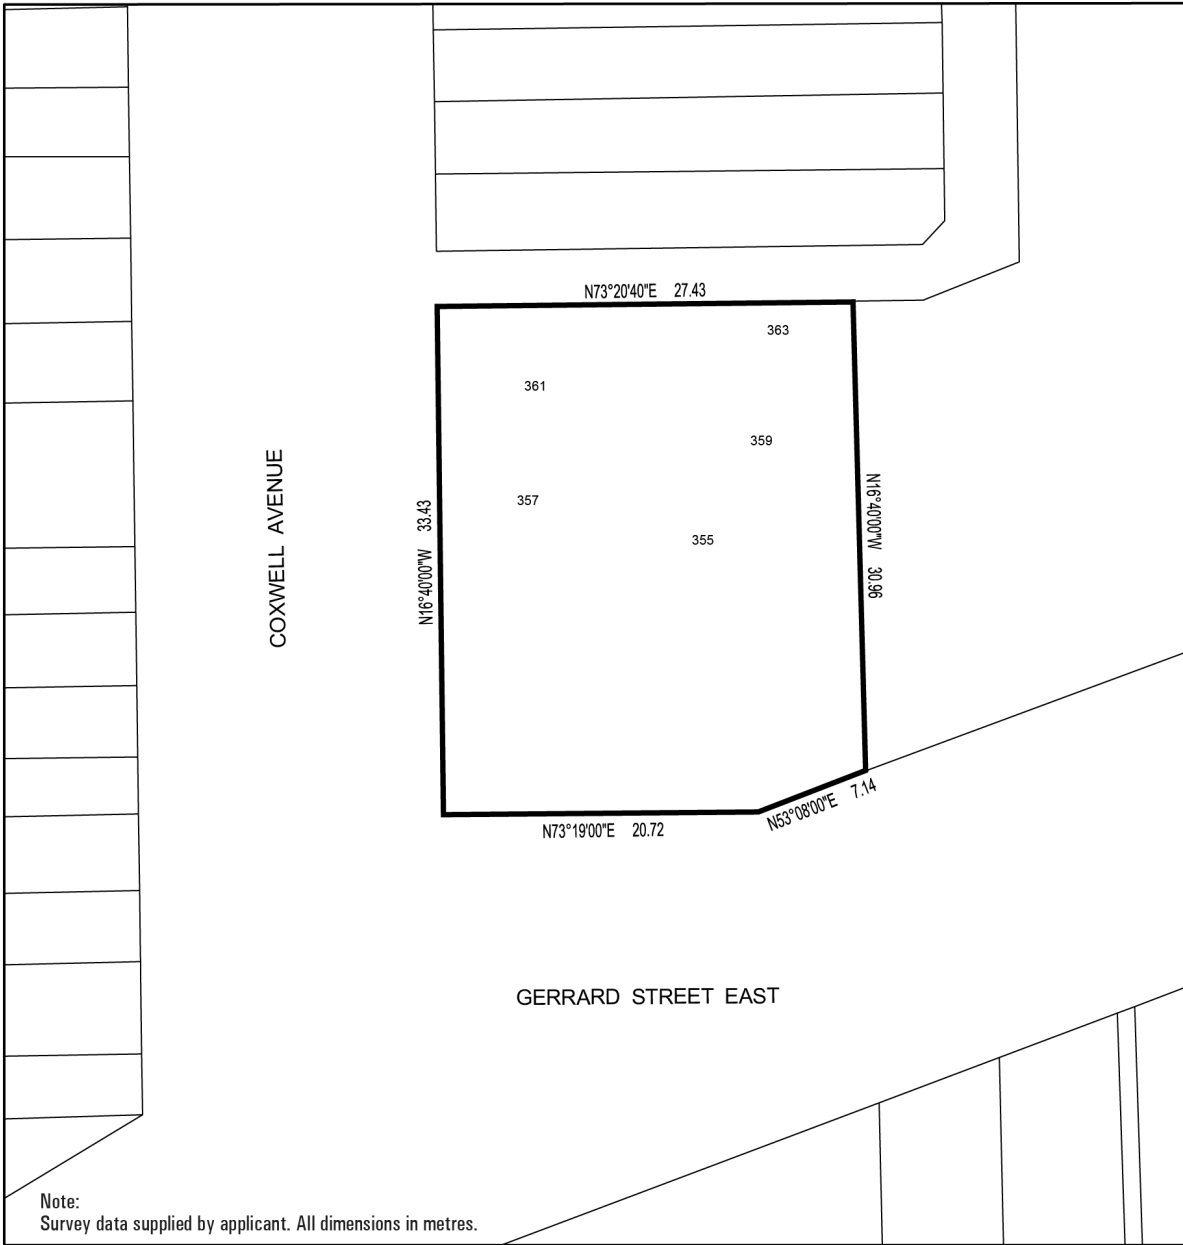 N73°20'40"E 27.43
363
361
359
357
355
COXWELL AVENUE
N16°40'00"W 33.43
N16°40'00"W 30.96
N53°08'00"E 7.14
N73°19'00"E 20.72
GERRARD STREET EAST
Note:
Survey data supplied by applicant. All dimensions in metres.